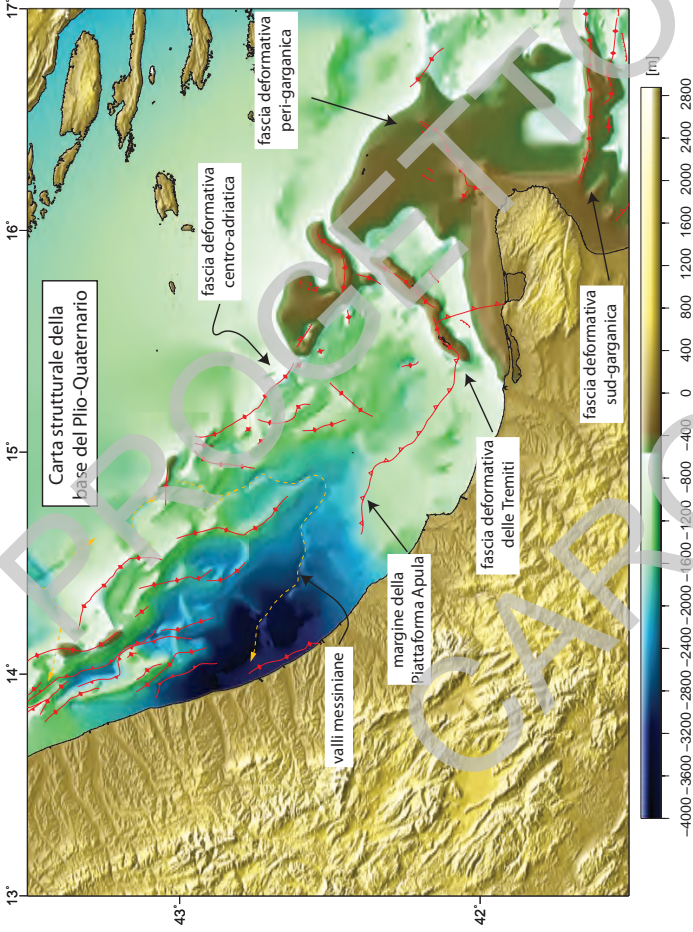 Carta strutturale della
base del Plio-Quaternario
fascia deformativa
centro-adriatica
fascia deformativa
peri-garganica
valli messiniane
margine della
Piattaforma Apula
fascia deformativa
delle Tremiti
fascia deformativa
sud-garganica
13˚
14˚
15˚
16˚
17˚
43˚
42˚
[m]
−4000
−3600
−3200
−2800
−2400
−2000
−1600
−1200
−800
−400
0
400
800
1200
1600
2000
2400
2800
PROGETTO
CARG